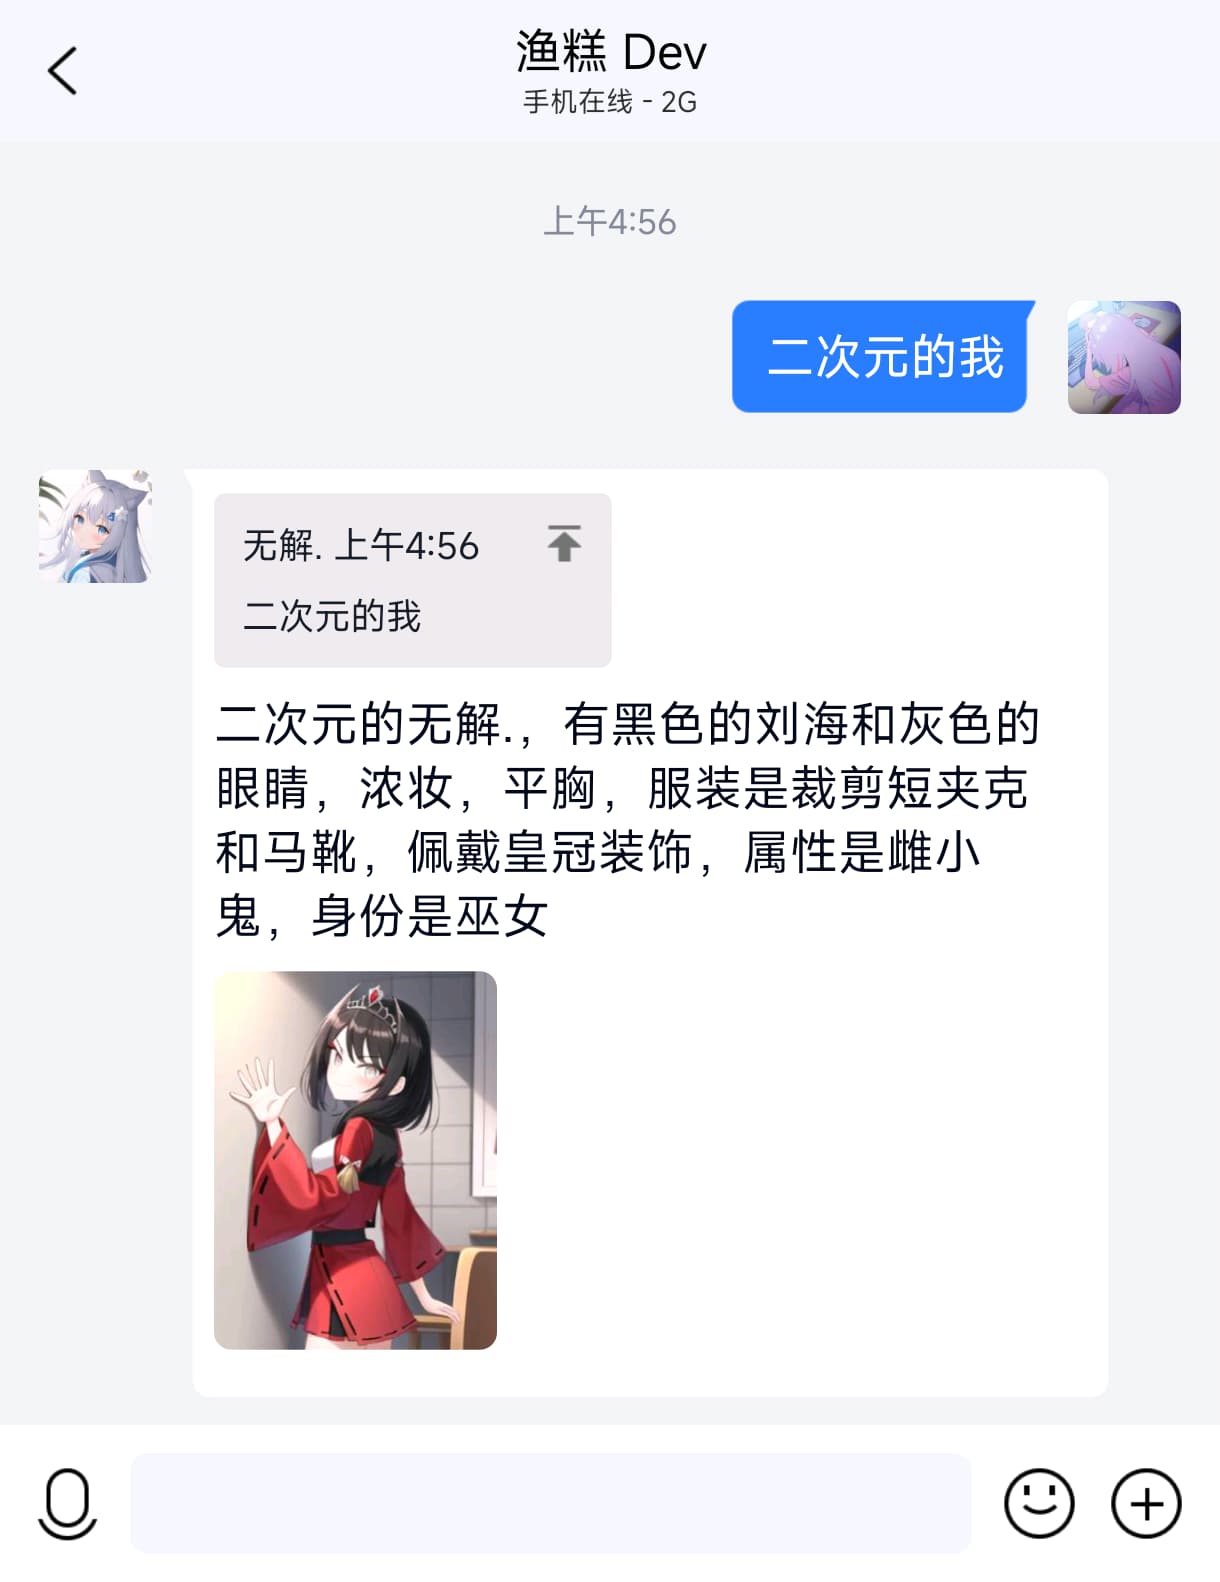 渔糕 Dev
手机在线 - 2G
上午4:56
二次元的我
无解. 上午4:56
二次元的我
二次元的无解.，有黑色的刘海和灰色的
眼睛，浓妆，平胸，服装是裁剪短夹克
和马靴，佩戴皇冠装饰，属性是雌小
鬼，身份是巫女